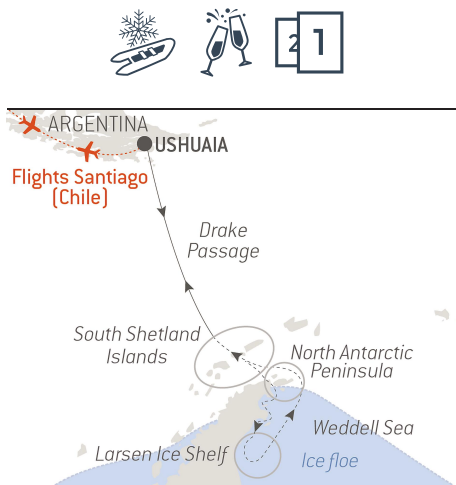 2 1
ARGENTINA
USHUAIA
Flights Santiago
(Chile)
Drake
Passage
South Shetland
Islands
North Antarctic
Peninsula
Weddell Sea
Larsen Ice Shelf
Ice floe